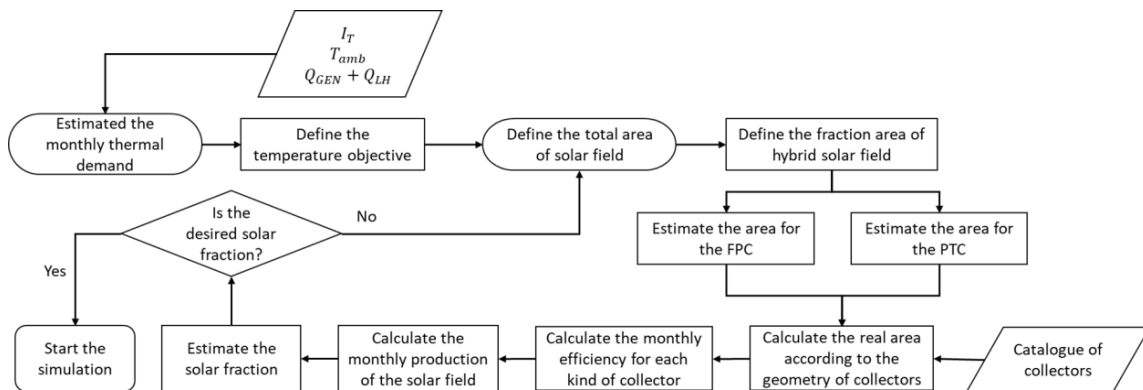 I_T
T_amb
Q_GEN + Q_LH
Estimated the
monthly thermal
demand
Define the
temperature objective
Define the total area
of solar field
Define the fraction area of
hybrid solar field
Is the
desired solar
fraction?
No
Yes
Estimate the area for
the FPC
Estimate the area for
the PTC
Start the
simulation
Estimate the
solar fraction
Calculate the
monthly production
of the solar field
Calculate the monthly
efficiency for each
kind of collector
Calculate the real area
according to the
geometry of collectors
Catalogue of
collectors